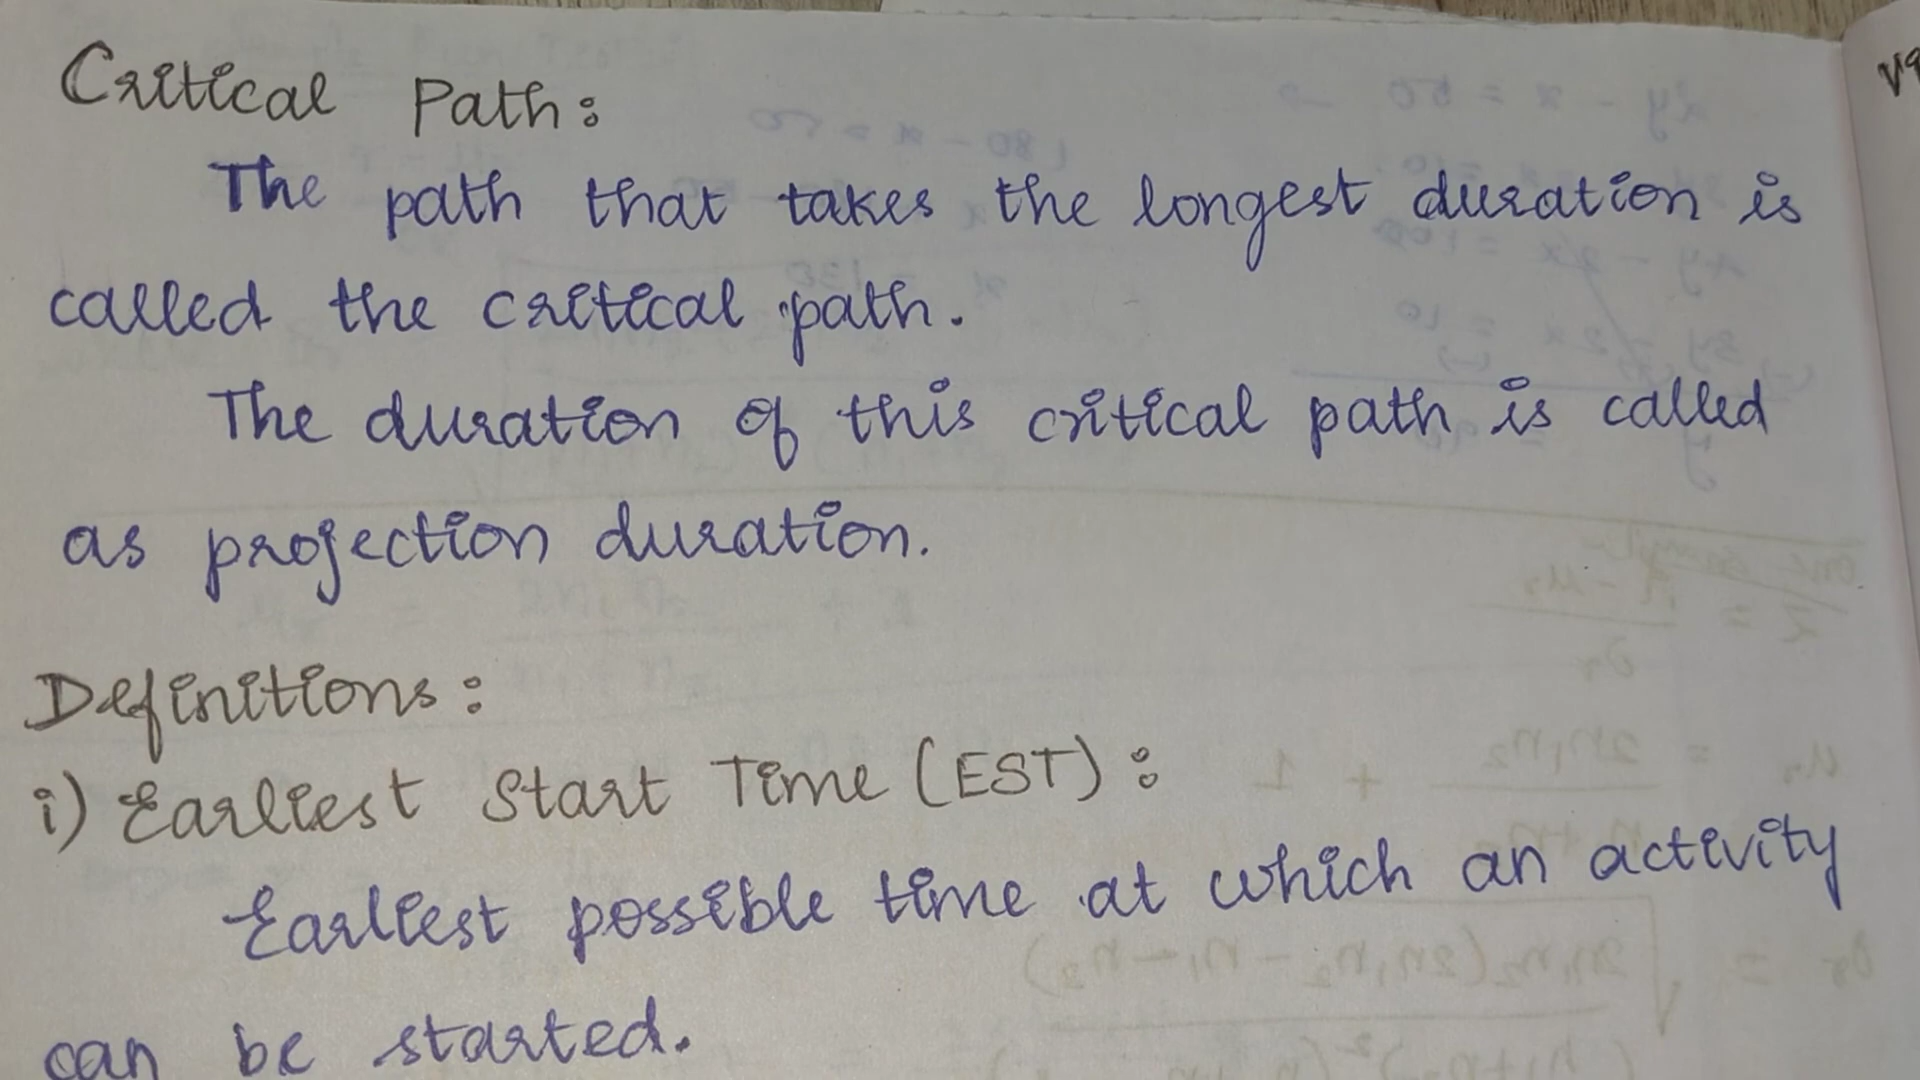 Critical Path:
The path that takes the longest duration is
called the critical path.
The duration of this critical path is called
as projection duration.
Definitions:
i) Earliest Start Time (EST):
Earliest possible time at which an activity
can be started.